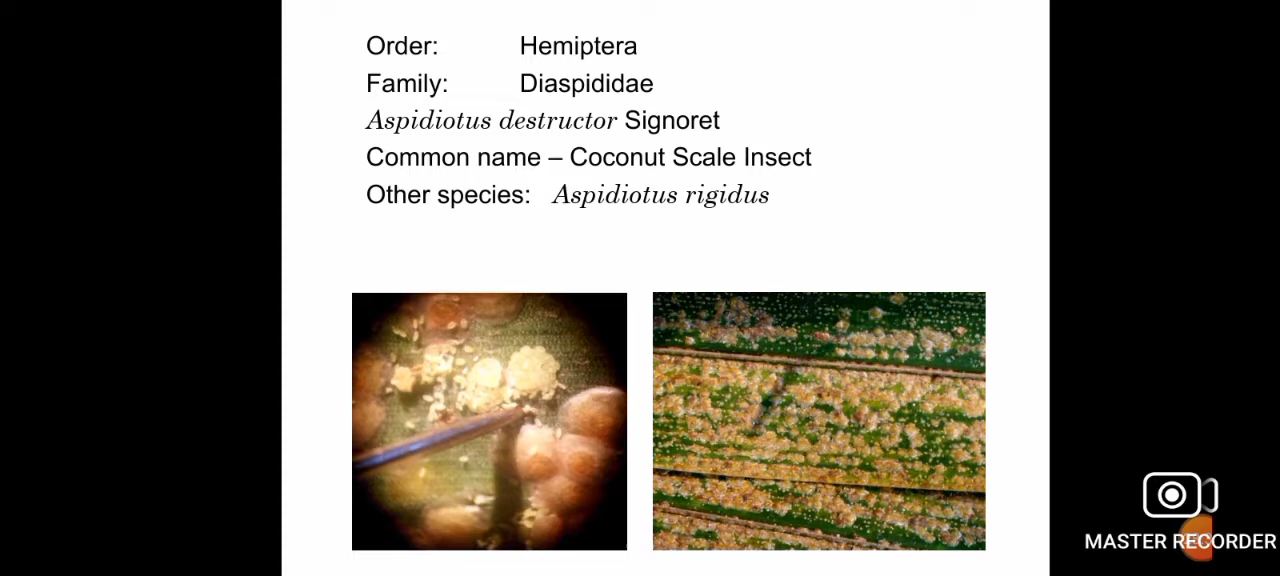 Order: Hemiptera
Family: Diaspididae
Aspidiotus destructor Signoret
Common name – Coconut Scale Insect
Other species: Aspidiotus rigidus
MASTER RECORDER